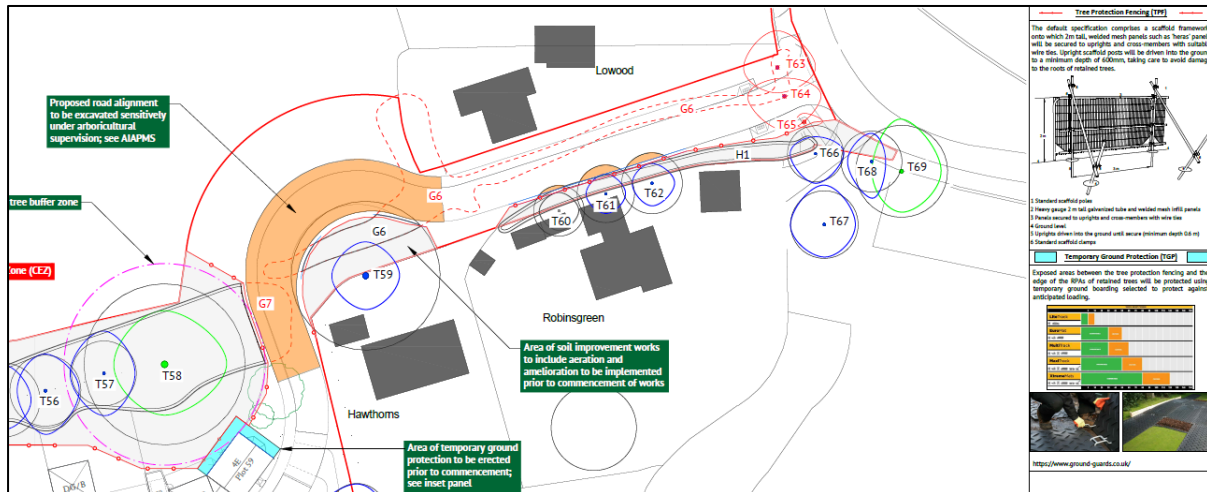 Proposed road alignment
to be excavated sensitively
under arboricultural
supervision; see AIAPMS
tree buffer zone
Zone (CEZ)
Lowood
T63
T64
T65
G6
H1
T66
T68
T69
T67
T60
T61
T62
G6
G6
T59
G7
T58
T57
T56
Robinsgreen
Area of soil improvement works
to include aeration and
amelioration to be implemented
prior to commencement of works
Hawthorns
Area of temporary ground
protection to be erected
prior to commencement;
see inset panel
4E
Plot 59
DG/B
Tree Protection Fencing (TPF)
The default specification comprises a scaffold framework
onto which 2m tall, welded mesh panels such as 'heras' panel
will be secured to uprights and cross-members with suitable
wire ties. Upright scaffold posts will be driven into the ground
to a minimum depth of 600mm, taking care to avoid damage
to the roots of retained trees.
1 Standard scaffold poles
2 Heavy gauge 2 m tall galvanized tube and welded mesh infill panels
3 Panels secured to uprights and cross-members with wire ties
4 Ground level
5 Uprights driven into the ground until secure (minimum depth 0.6 m)
6 Standard scaffold clamps
Temporary Ground Protection (TGP)
Exposed areas between the tree protection fencing and the
edge of the RPAs of retained trees will be protected using
temporary ground boarding selected to protect against
anticipated loading.
https://www.ground-guards.co.uk/